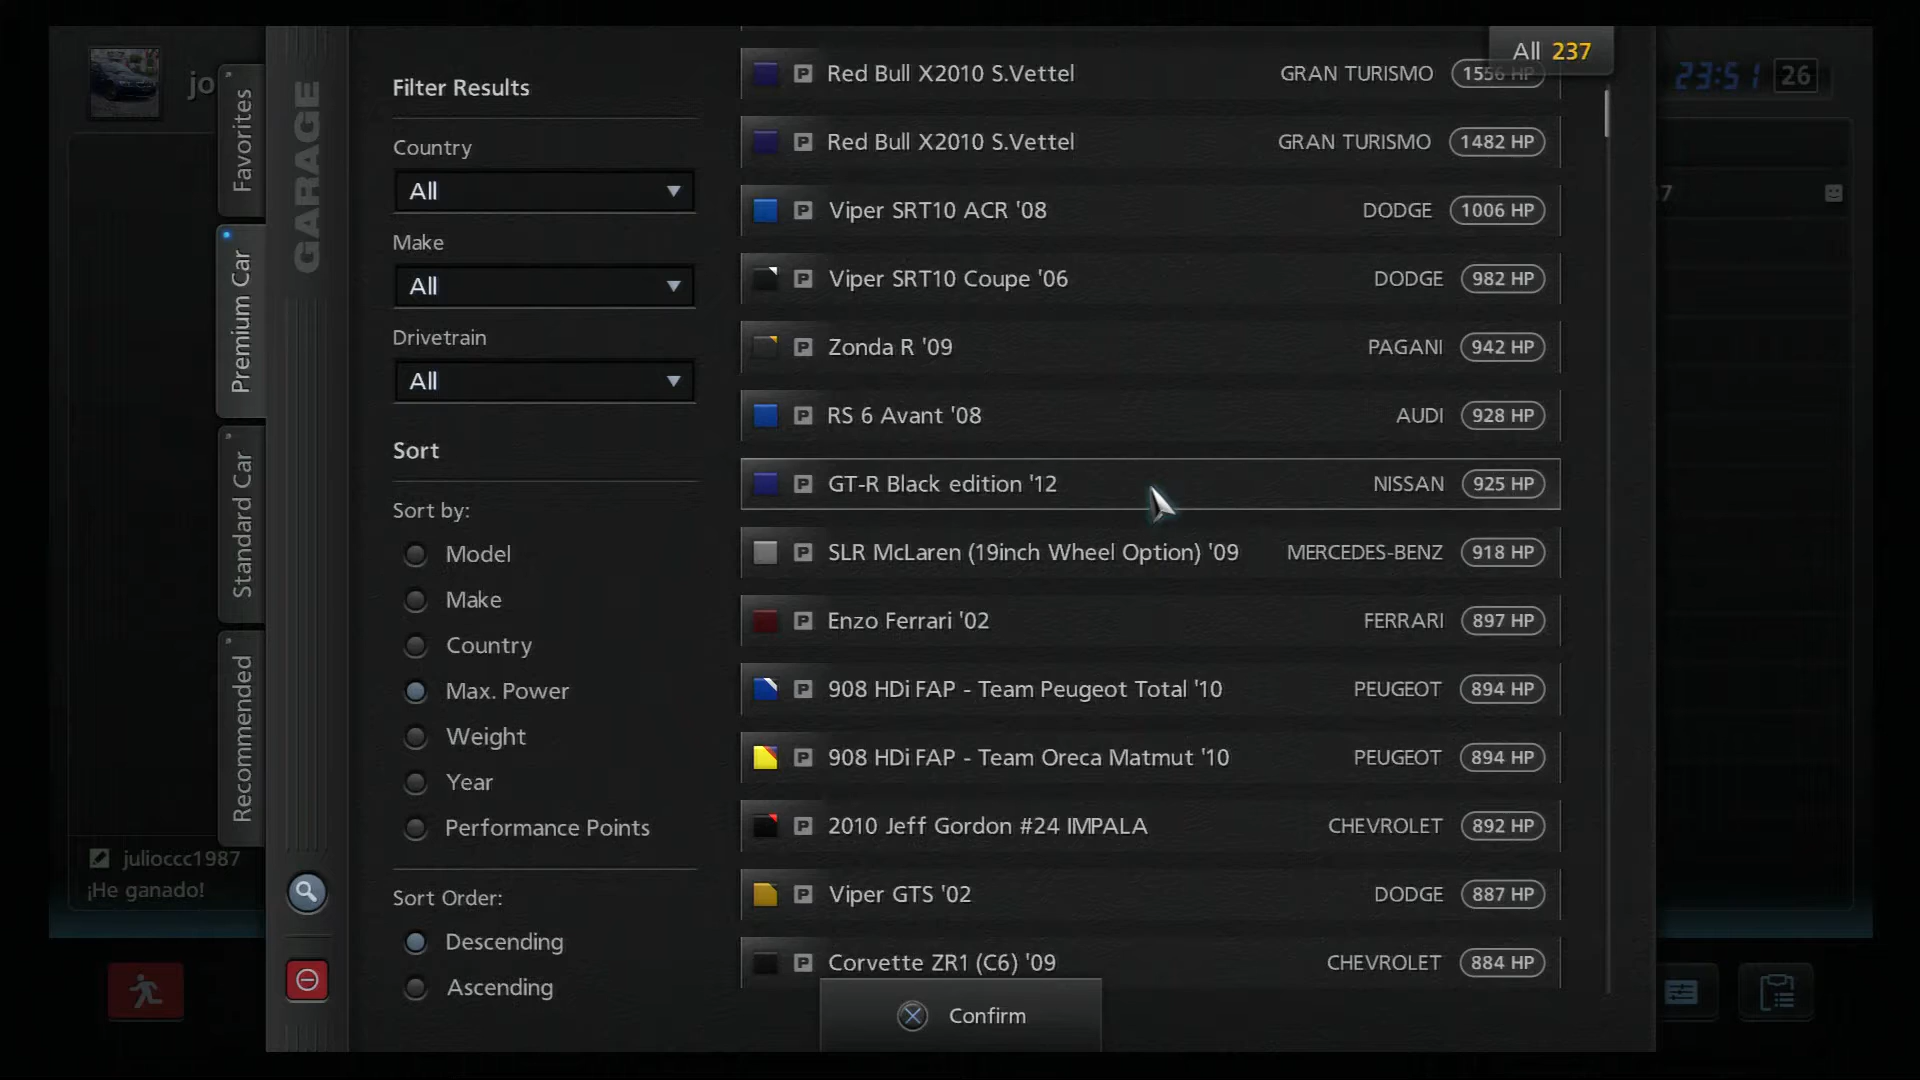 jo
Favorites
Premium Car
Standard Car
Recommended
GARAGE
Filter Results
Country
All
Make
All
Drivetrain
All
Sort
Sort by:
Model
Make
Country
Max. Power
Weight
Year
Performance Points
Sort Order:
Descending
Ascending
All 237
23:51 26
7
P Red Bull X2010 S.Vettel GRAN TURISMO 1556 HP
P Red Bull X2010 S.Vettel GRAN TURISMO 1482 HP
P Viper SRT10 ACR '08 DODGE 1006 HP
P Viper SRT10 Coupe '06 DODGE 982 HP
P Zonda R '09 PAGANI 942 HP
P RS 6 Avant '08 AUDI 928 HP
P GT-R Black edition '12 NISSAN 925 HP
P SLR McLaren (19inch Wheel Option) '09 MERCEDES-BENZ 918 HP
P Enzo Ferrari '02 FERRARI 897 HP
P 908 HDi FAP - Team Peugeot Total '10 PEUGEOT 894 HP
P 908 HDi FAP - Team Oreca Matmut '10 PEUGEOT 894 HP
P 2010 Jeff Gordon #24 IMPALA CHEVROLET 892 HP
P Viper GTS '02 DODGE 887 HP
P Corvette ZR1 (C6) '09 CHEVROLET 884 HP
julioccc1987
¡He ganado!
Confirm